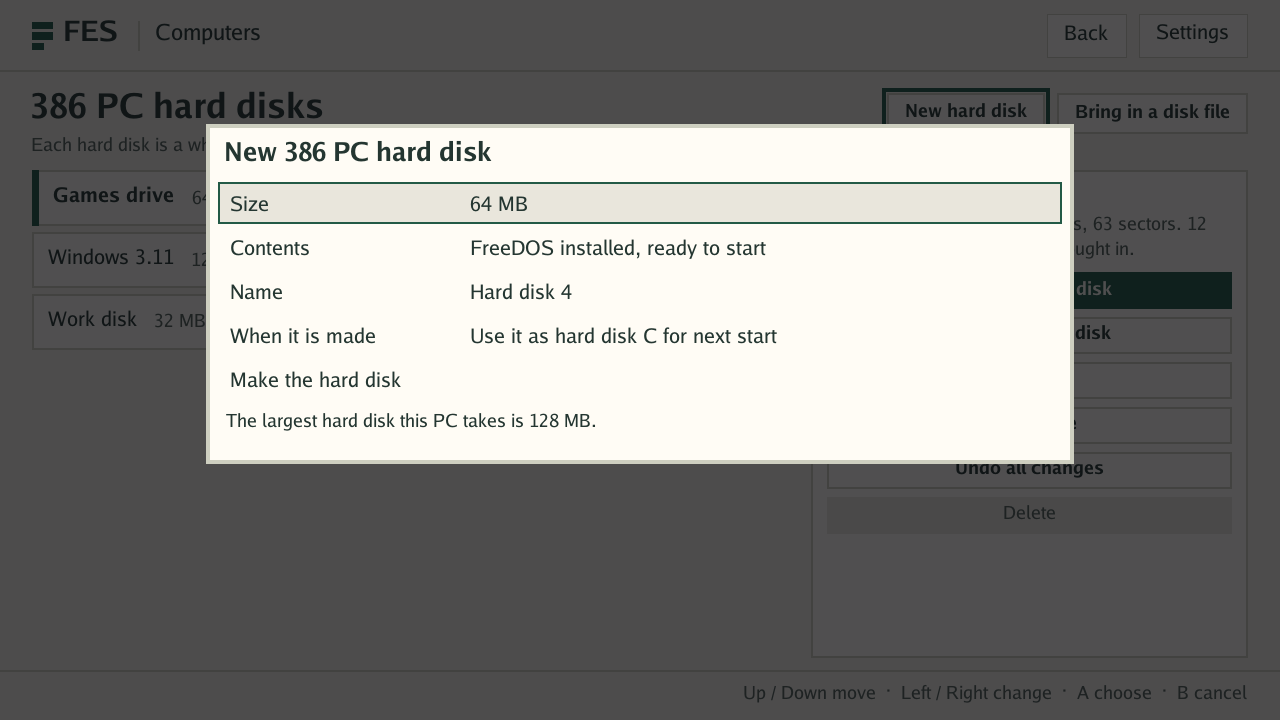 FES
Computers
Back
Settings
386 PC hard disks
New hard disk
Bring in a disk file
Each hard disk is a
New 386 PC hard disk
Games drive
Size
64 MB
s, 63 sectors. 12
Contents
FreeDOS installed, ready to start
in.
Windows 3.11
Name
Hard disk 4
disk
When it is made
Use it as hard disk C for next start
disk
Work disk
32 MB
Make the hard disk
The largest hard disk this PC takes is 128 MB.
Undo all changes
Delete
Up / Down move · Left / Right change · A choose · B cancel